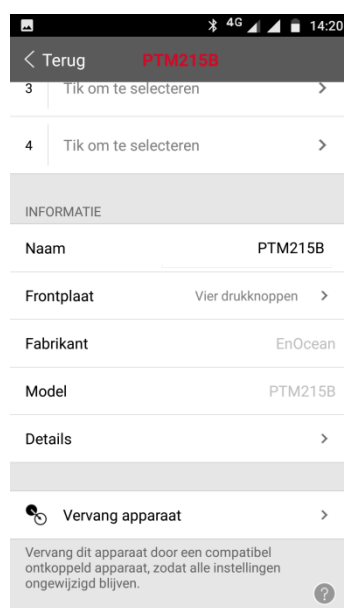 4G 14:20
< Terug PTM215B
3 Tik om te selecteren >
4 Tik om te selecteren >
INFORMATIE
Naam PTM215B
Frontplaat Vier drukknoppen >
Fabrikant EnOcean
Model PTM215B
Details >
Vervang apparaat >
Vervang dit apparaat door een compatibel
ontkoppeld apparaat, zodat alle instellingen
ongewijzigd blijven.
?